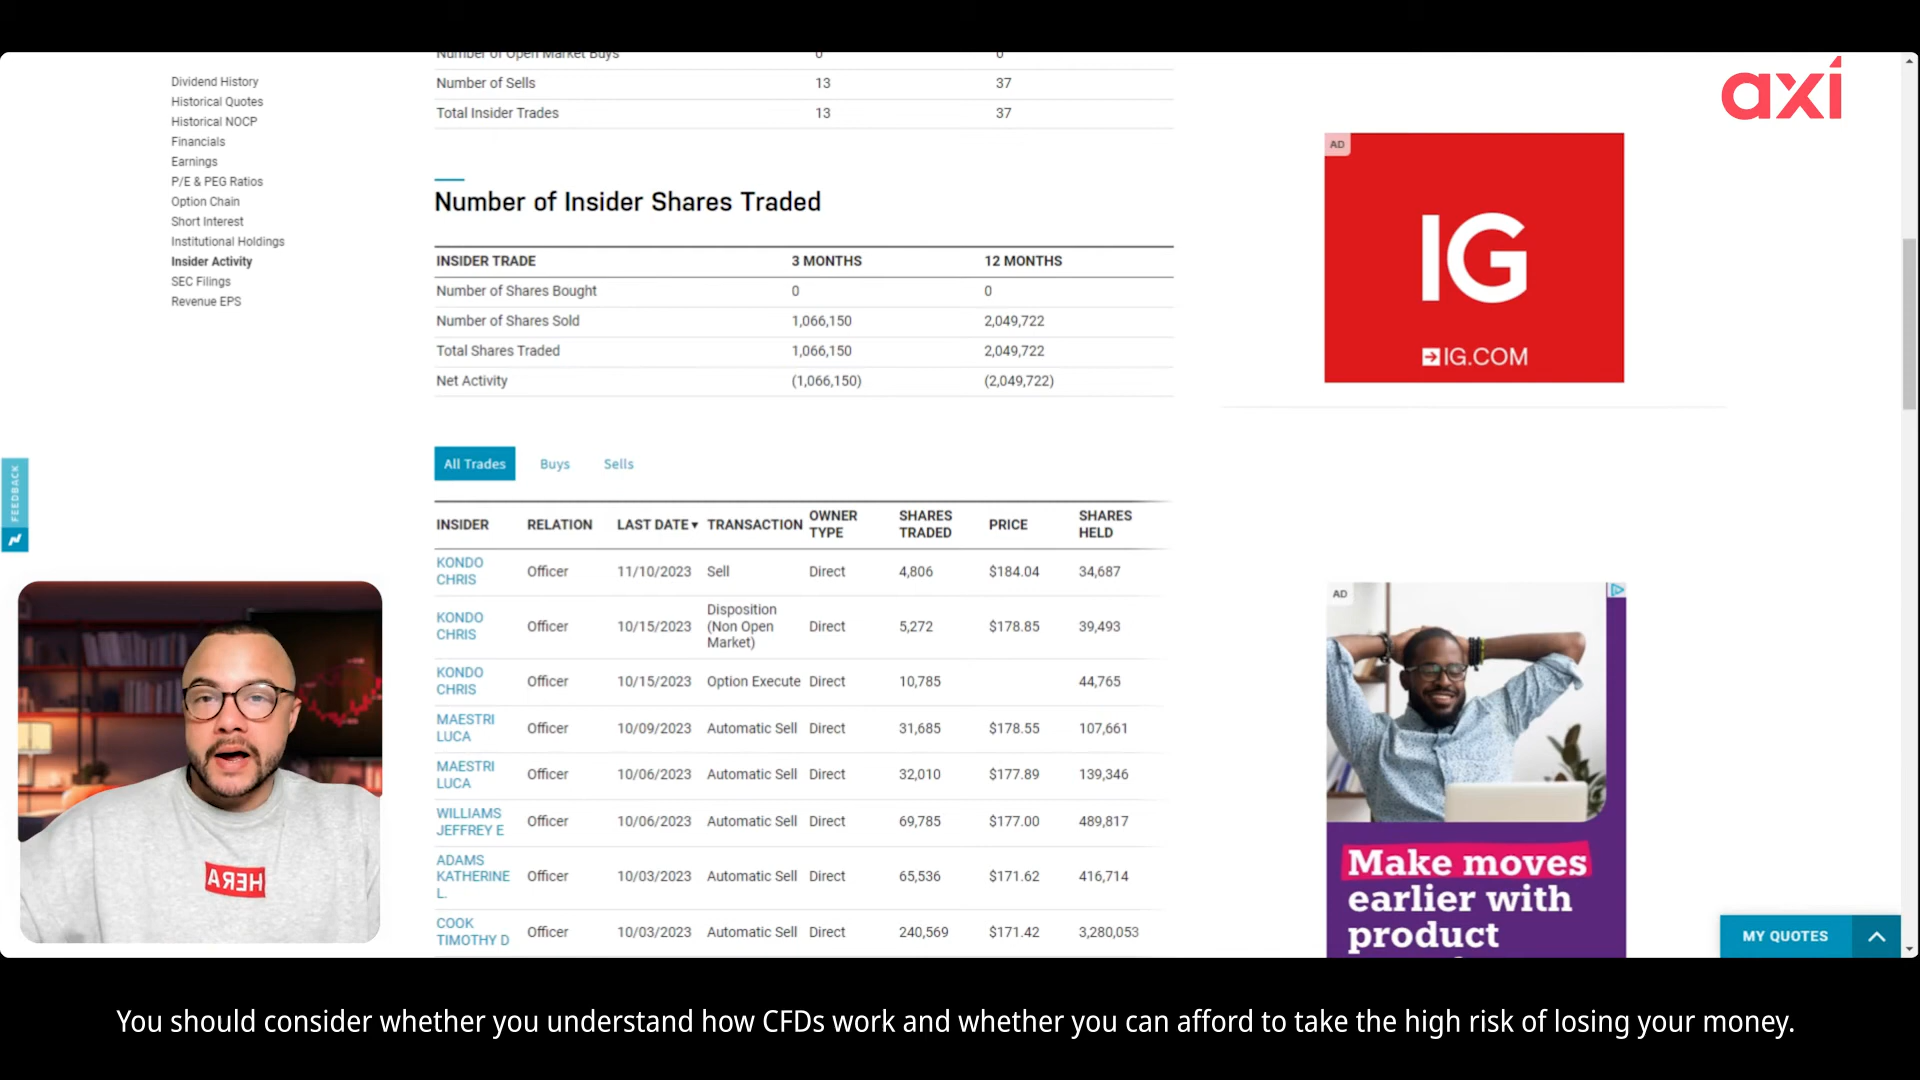 Number of Open Market Buys 0 0
Number of Sells 13 37
Total Insider Trades 13 37
Dividend History
Historical Quotes
Historical NOCP
Financials
Earnings
P/E & PEG Ratios
Option Chain
Short Interest
Institutional Holdings
Insider Activity
SEC Filings
Revenue EPS
axi
AD
IG
IG.COM
Number of Insider Shares Traded
INSIDER TRADE 3 MONTHS 12 MONTHS
Number of Shares Bought 0 0
Number of Shares Sold 1,066,150 2,049,722
Total Shares Traded 1,066,150 2,049,722
Net Activity (1,066,150) (2,049,722)
FEEDBACK
All Trades Buys Sells
INSIDER RELATION LAST DATE ▾ TRANSACTION OWNER TYPE SHARES TRADED PRICE SHARES HELD
KONDO CHRIS Officer 11/10/2023 Sell Direct 4,806 $184.04 34,687
KONDO CHRIS Officer 10/15/2023 Disposition (Non Open Market) Direct 5,272 $178.85 39,493
KONDO CHRIS Officer 10/15/2023 Option Execute Direct 10,785 44,765
MAESTRI LUCA Officer 10/09/2023 Automatic Sell Direct 31,685 $178.55 107,661
MAESTRI LUCA Officer 10/06/2023 Automatic Sell Direct 32,010 $177.89 139,346
WILLIAMS JEFFREY E Officer 10/06/2023 Automatic Sell Direct 69,785 $177.00 489,817
ADAMS KATHERINE L. Officer 10/03/2023 Automatic Sell Direct 65,536 $171.62 416,714
COOK TIMOTHY D Officer 10/03/2023 Automatic Sell Direct 240,569 $171.42 3,280,053
HERA
AD
Make moves
earlier with
product
MY QUOTES
You should consider whether you understand how CFDs work and whether you can afford to take the high risk of losing your money.